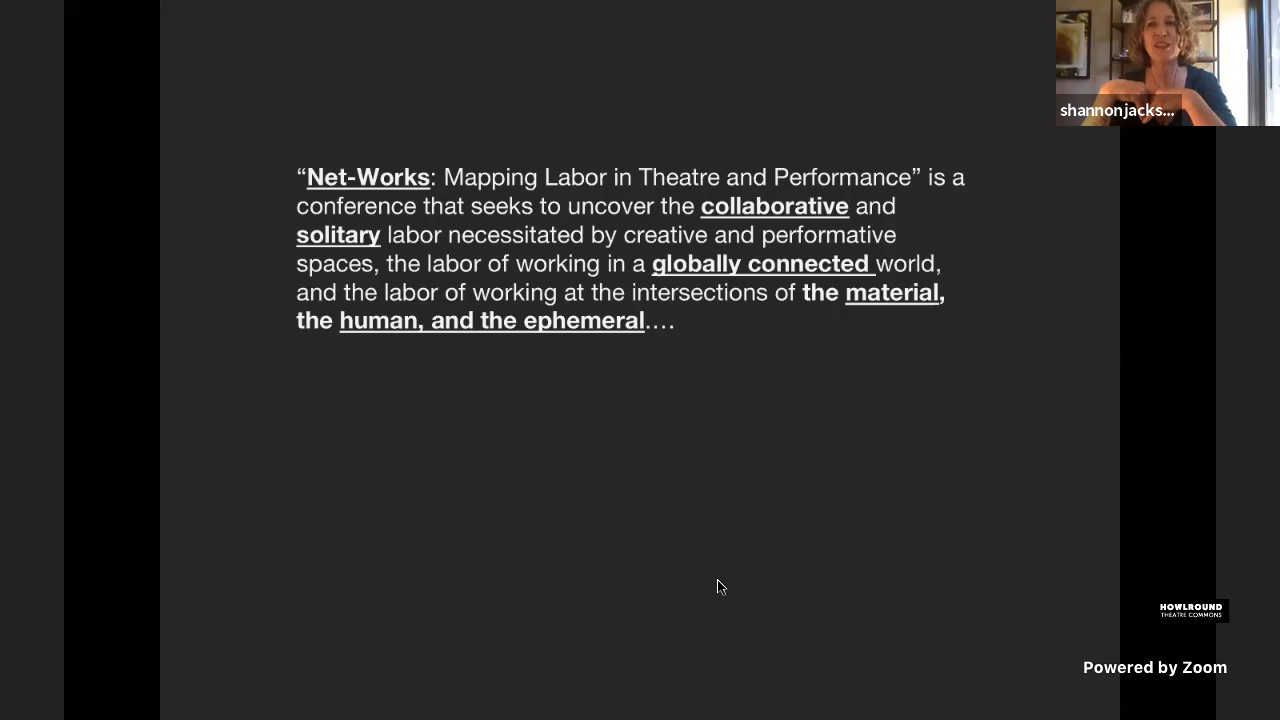 shannonjacks...
“Net-Works: Mapping Labor in Theatre and Performance” is a
conference that seeks to uncover the collaborative and
solitary labor necessitated by creative and performative
spaces, the labor of working in a globally connected world,
and the labor of working at the intersections of the material,
the human, and the ephemeral….
HOWLROUND
THEATRE COMMONS
Powered by Zoom